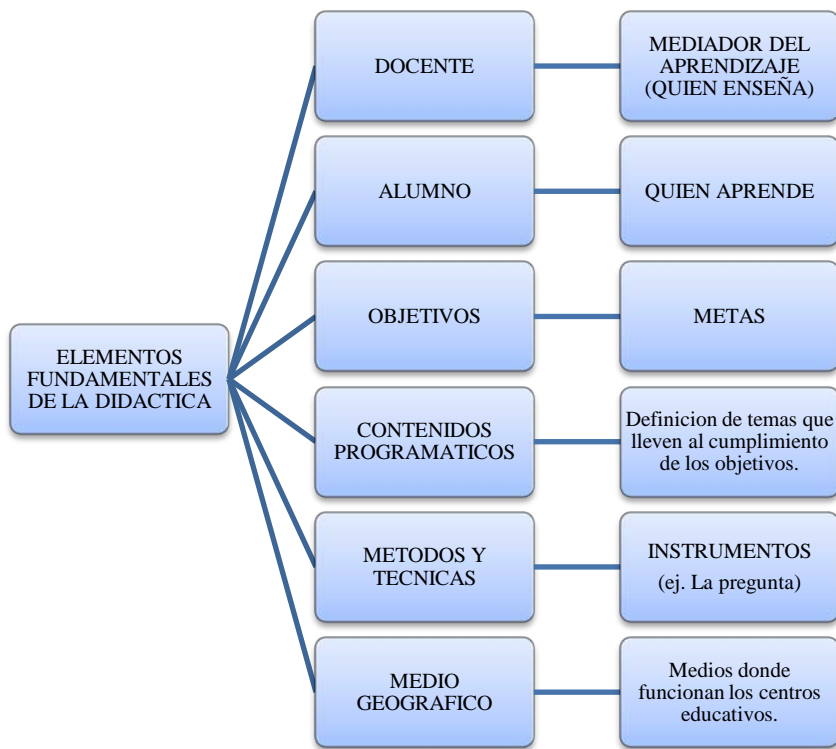 ELEMENTOS
FUNDAMENTALES
DE LA DIDACTICA
DOCENTE
MEDIADOR DEL
APRENDIZAJE
(QUIEN ENSEÑA)
ALUMNO
QUIEN APRENDE
OBJETIVOS
METAS
CONTENIDOS
PROGRAMATICOS
Definicion de temas que
lleven al cumplimiento
de los objetivos.
METODOS Y
TECNICAS
INSTRUMENTOS
(ej. La pregunta)
MEDIO
GEOGRAFICO
Medios donde
funcionan los centros
educativos.